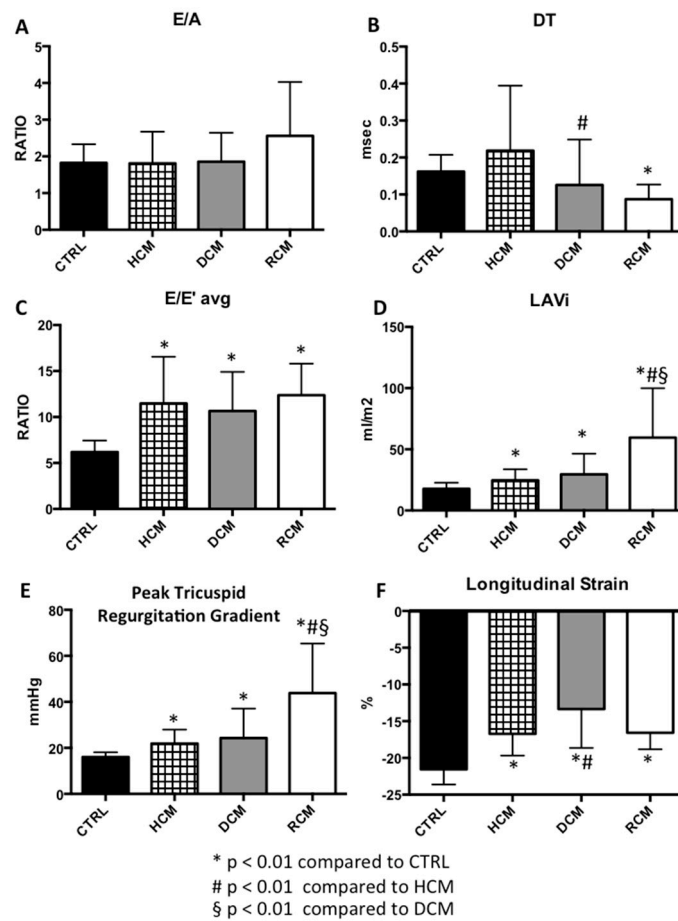 A
E/A
5
4
3
2
1
0
RATIO
CTRL
HCM
DCM
RCM
B
DT
0.5
0.4
0.3
0.2
0.1
0.0
msec
#
*
CTRL
HCM
DCM
RCM
C
E/E' avg
20
15
10
5
0
RATIO
*
*
*
CTRL
HCM
DCM
RCM
D
LAVi
150
100
50
0
ml/m2
*
*
*#§
CTRL
HCM
DCM
RCM
E
Peak Tricuspid
Regurgitation Gradient
80
60
40
20
0
mmHg
*
*
*#§
CTRL
HCM
DCM
RCM
F
Longitudinal Strain
0
-5
-10
-15
-20
-25
%
*
*#
*
CTRL
HCM
DCM
RCM
* p < 0.01 compared to CTRL
# p < 0.01 compared to HCM
§ p < 0.01 compared to DCM